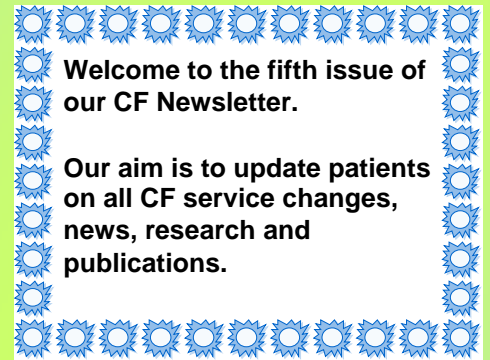 Welcome to the fifth issue of
our CF Newsletter.
Our aim is to update patients
on all CF service changes,
news, research and
publications.